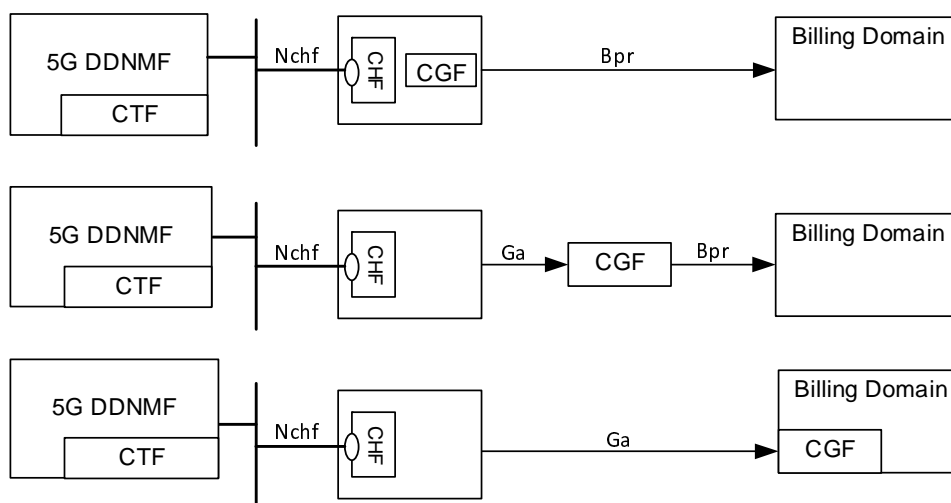 5G DDNMF
CTF
Nchf
CHF
CGF
Bpr
Billing Domain
5G DDNMF
CTF
Nchf
CHF
Ga
CGF
Bpr
Billing Domain
5G DDNMF
CTF
Nchf
CHF
Ga
Billing Domain
CGF